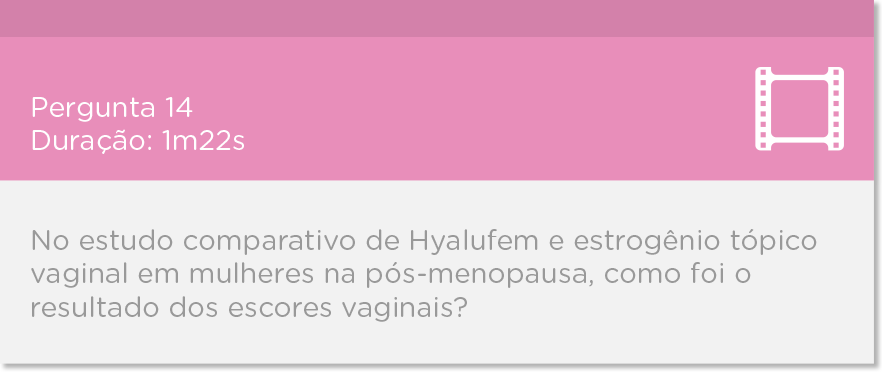 Pergunta 14
Duração: 1m22s
No estudo comparativo de Hyalufem e estrogênio tópico
vaginal em mulheres na pós-menopausa, como foi o
resultado dos escores vaginais?